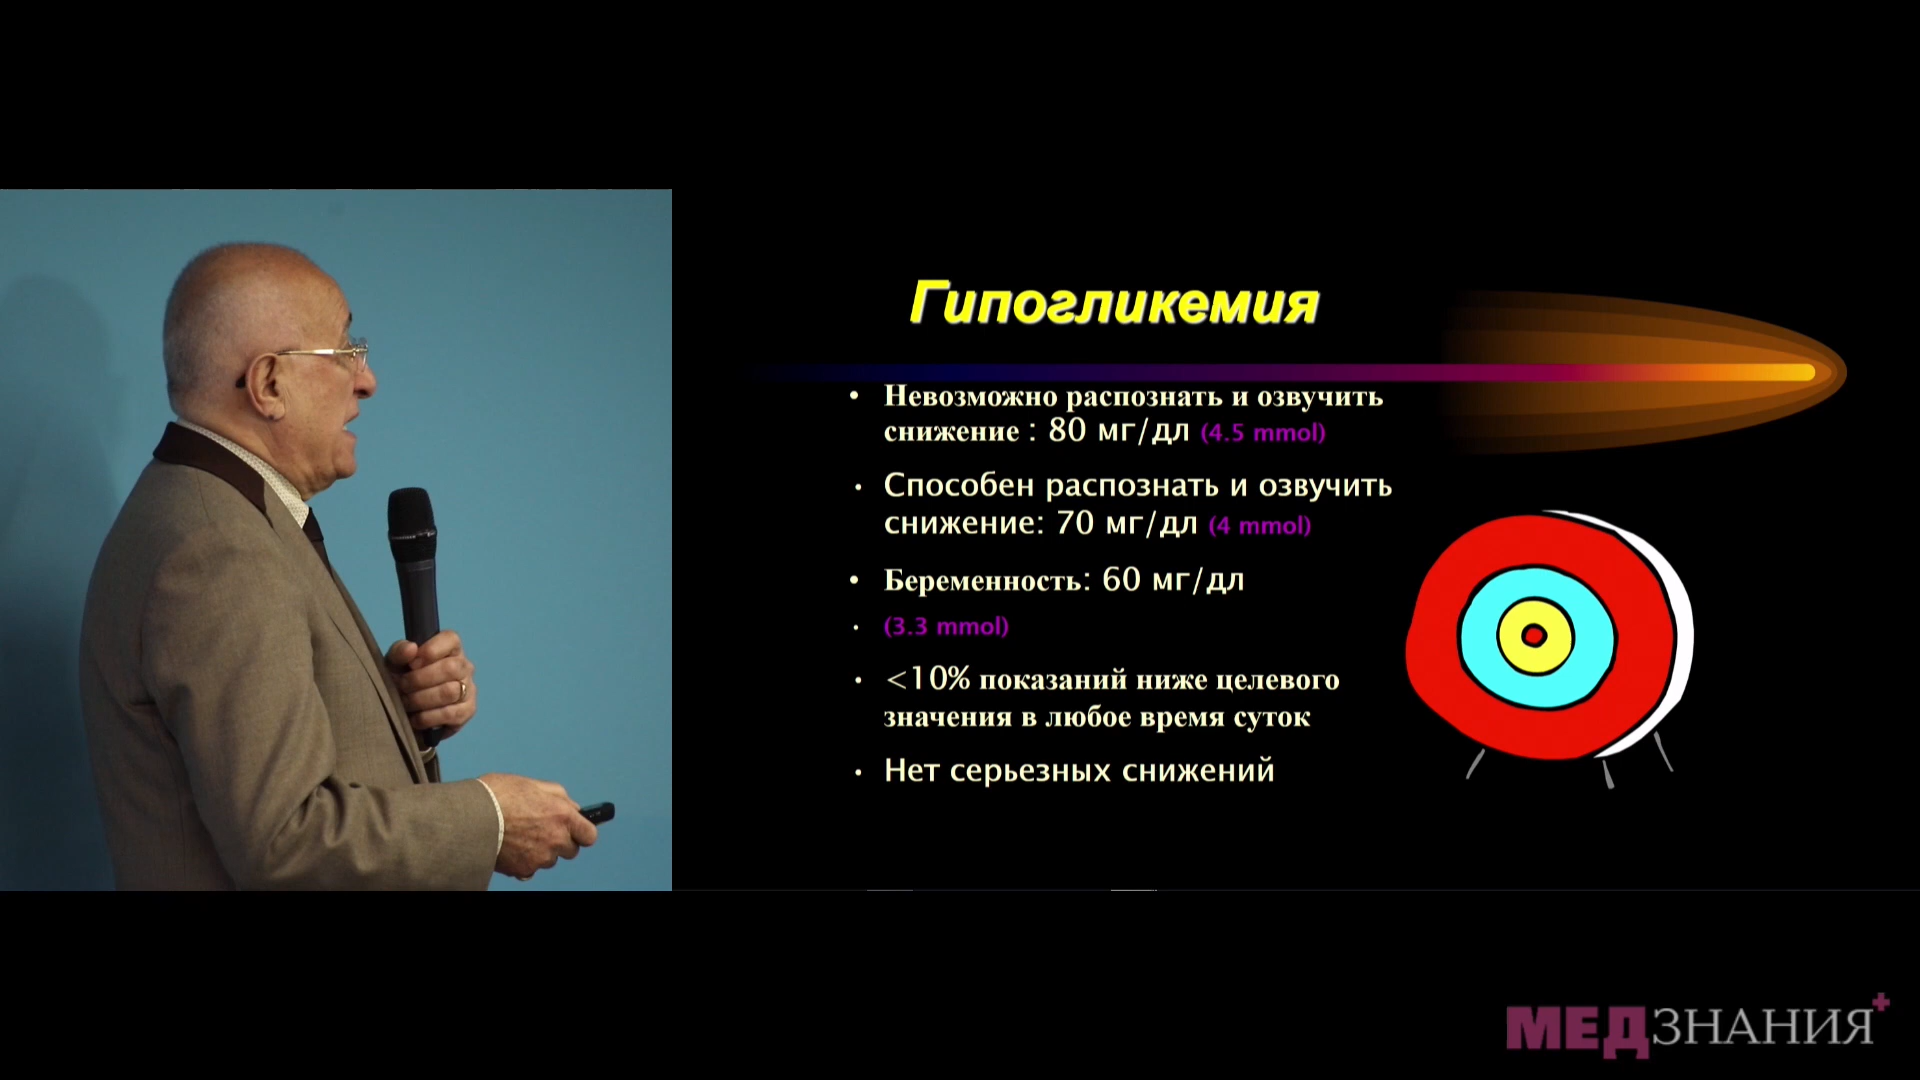 Гипогликемия
• Невозможно распознать и озвучить
снижение : 80 мг/дл (4.5 mmol)
• Способен распознать и озвучить
снижение: 70 мг/дл (4 mmol)
• Беременность: 60 мг/дл
• (3.3 mmol)
• <10% показаний ниже целевого
значения в любое время суток
• Нет серьезных снижений
МЕДЗНАНИЯ+